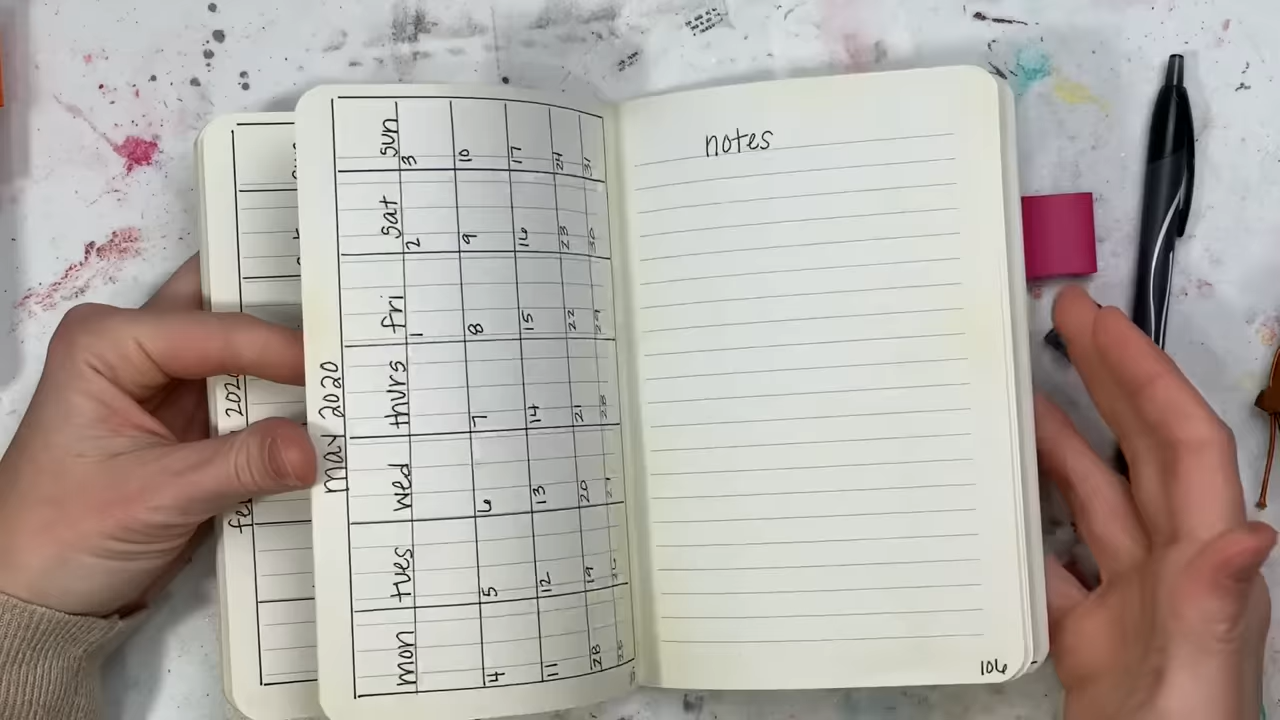 may 2020
mon tues wed thurs fri sat sun
1 2 3
4 5 6 7 8 9 10
11 12 13 14 15 16 17
28 19 20 21 22 23 24
25 26 27 28 29 30 31
notes
106